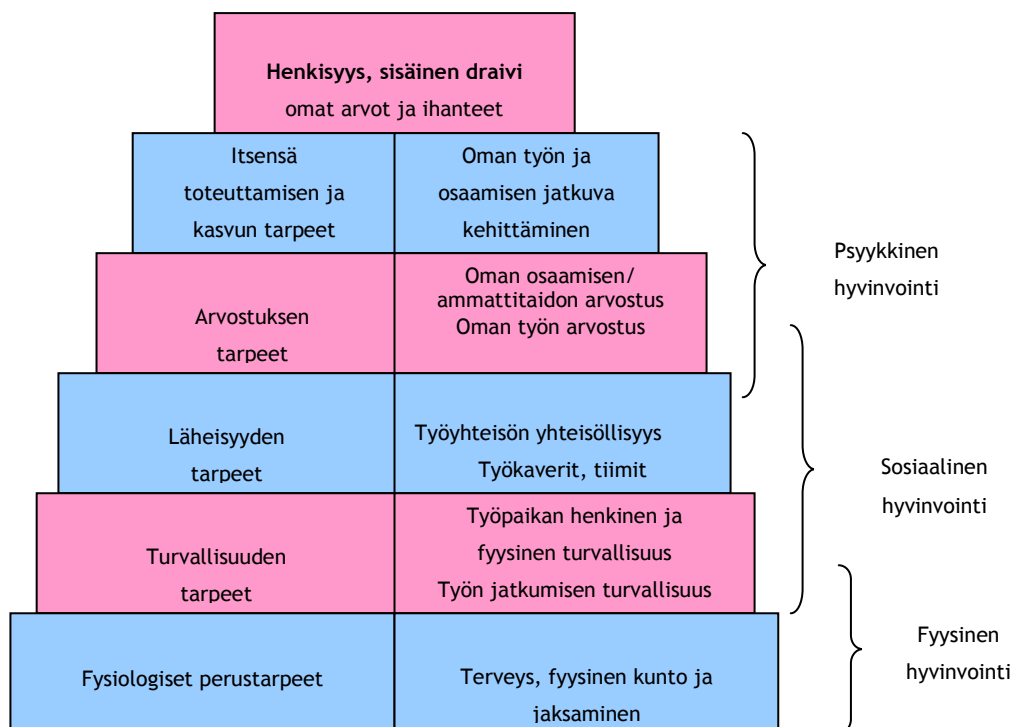 Henkisyys, sisäinen draivi
omat arvot ja ihanteet
Itsensä
toteuttamisen ja
kasvun tarpeet
Oman työn ja
osaamisen jatkuva
kehittäminen
Psyykkinen
hyvinvointi
Arvostuksen
tarpeet
Oman osaamisen/
ammattitaidon arvostus
Oman työn arvostus
Läheisyyden
tarpeet
Työyhteisön yhteisöllisyys
Työkaverit, tiimit
Sosiaalinen
hyvinvointi
Turvallisuuden
tarpeet
Työpaikan henkinen ja
fyysinen turvallisuus
Työn jatkumisen turvallisuus
Fysiologiset perustarpeet
Terveys, fyysinen kunto ja
jaksaminen
Fyysinen
hyvinvointi